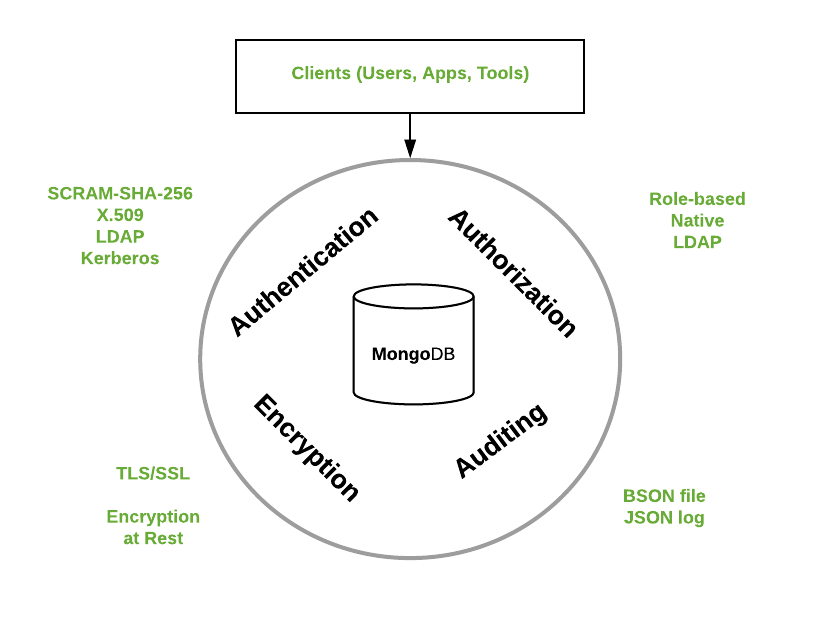 Clients (Users, Apps, Tools)
SCRAM-SHA-256
X.509
LDAP
Kerberos
Role-based
Native
LDAP
Authentication
Authorization
MongoDB
Encryption
Auditing
TLS/SSL
Encryption
at Rest
BSON file
JSON log